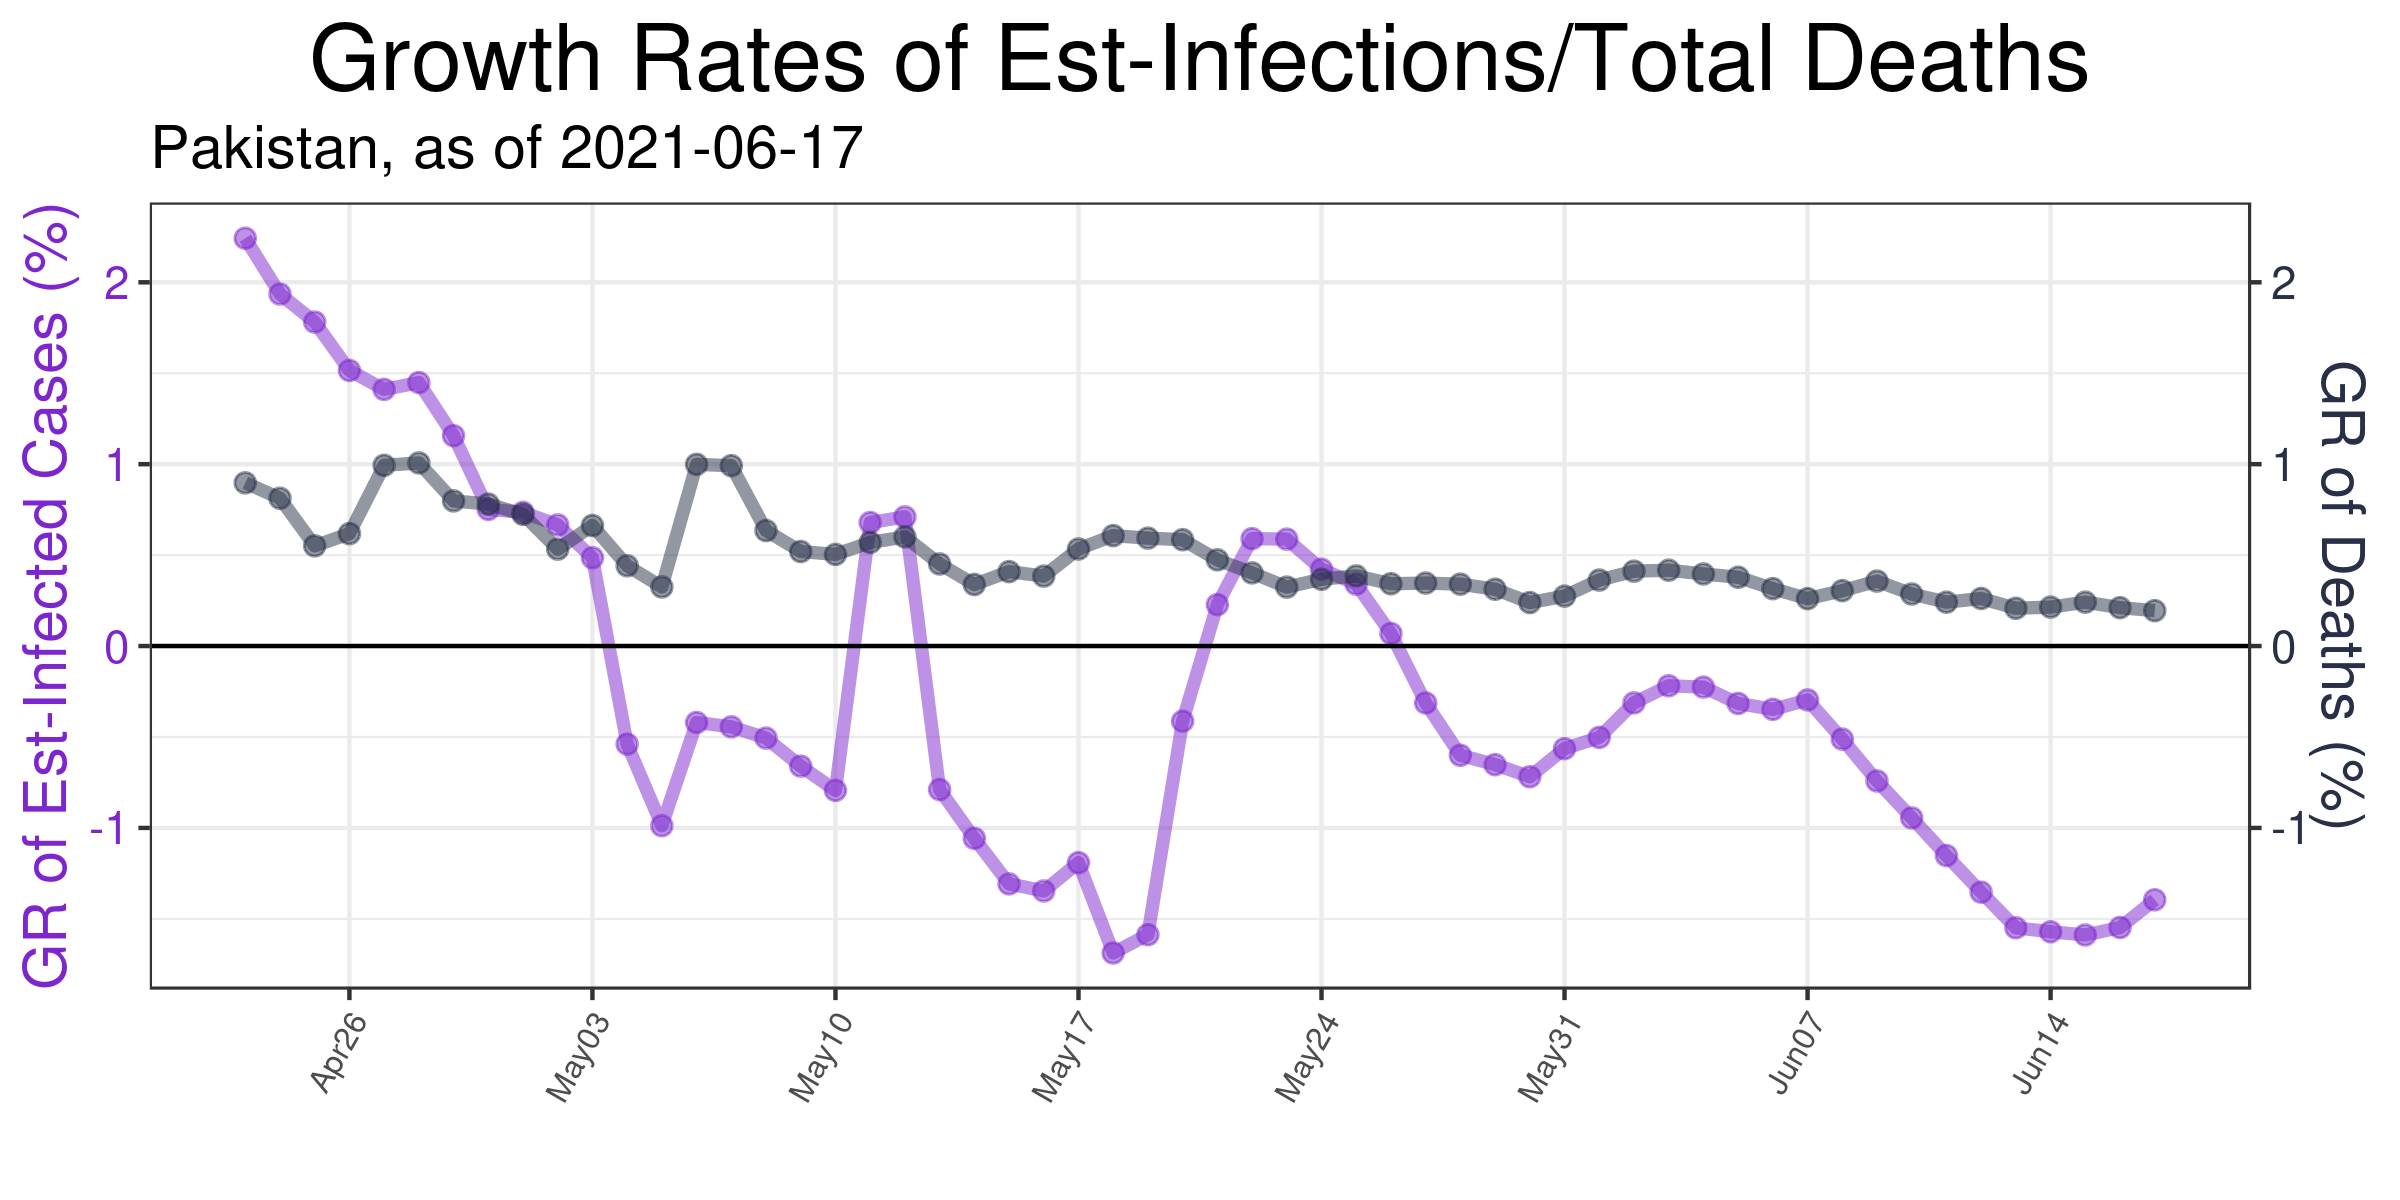 Growth Rates of Est-Infections/Total Deaths
Pakistan, as of 2021-06-17
GR of Est-Infected Cases (%)
2
1
0
-1
2
1
0
-1
GR of Deaths (%)
Apr26
May03
May10
May17
May24
May31
Jun07
Jun14